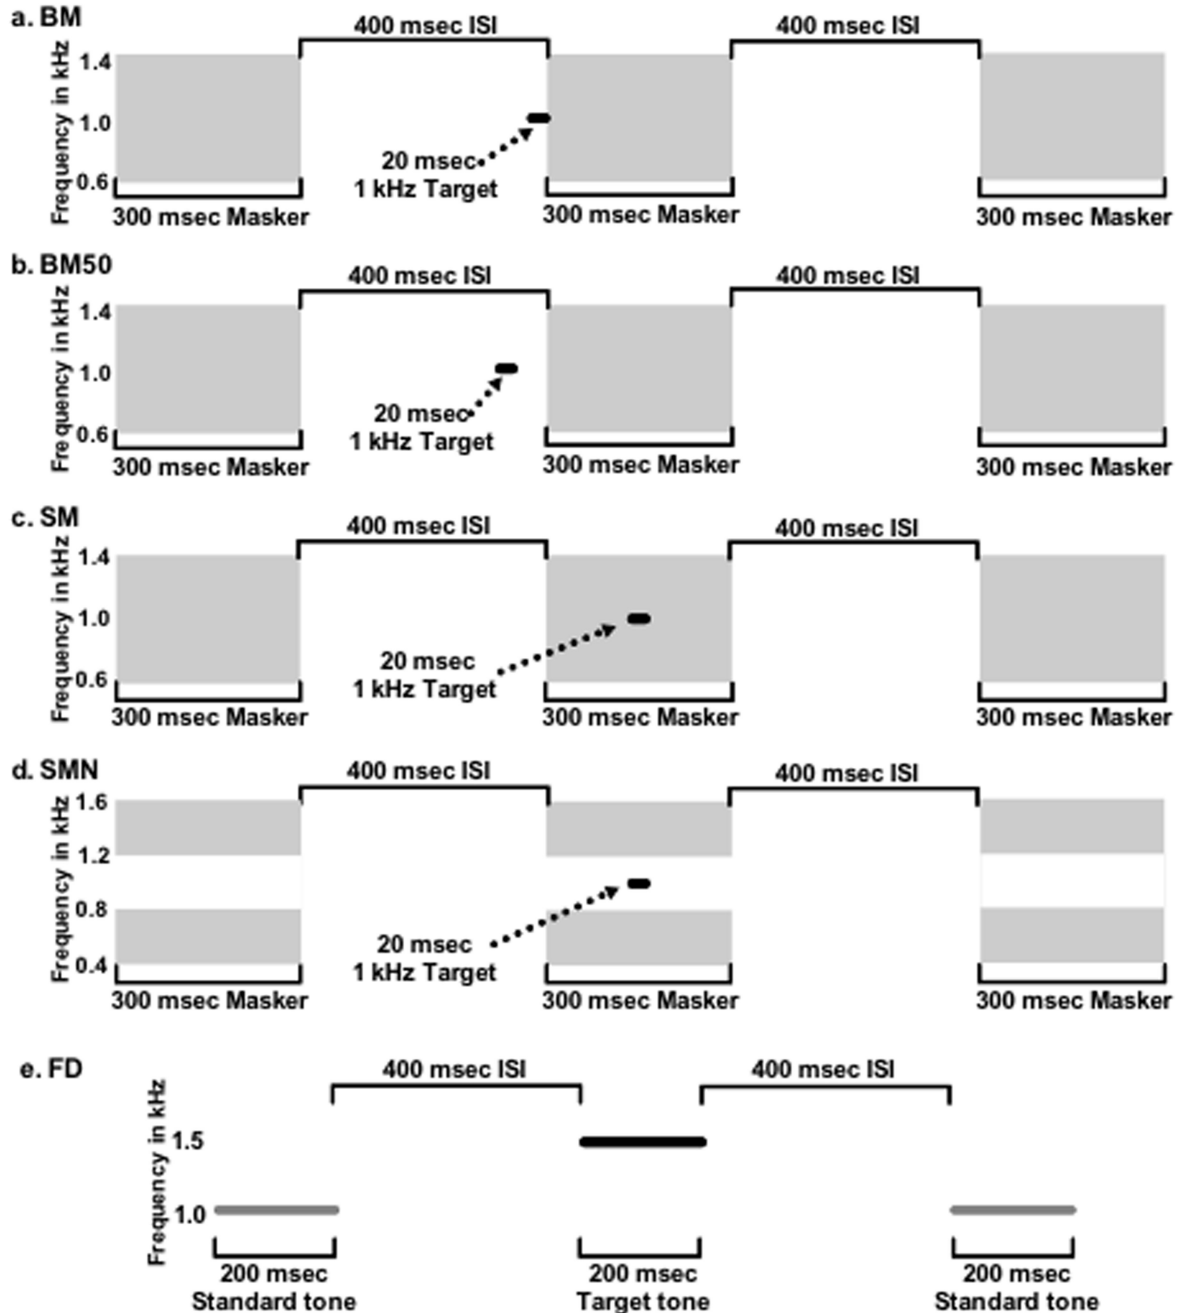 a. BM
400 msec ISI
400 msec ISI
Frequency in kHz
1.4
1.0
0.6
20 msec
1 kHz Target
300 msec Masker
300 msec Masker
300 msec Masker
b. BM50
400 msec ISI
400 msec ISI
Frequency in kHz
1.4
1.0
0.6
20 msec
1 kHz Target
300 msec Masker
300 msec Masker
300 msec Masker
c. SM
400 msec ISI
400 msec ISI
Frequency in kHz
1.4
1.0
0.6
20 msec
1 kHz Target
300 msec Masker
300 msec Masker
300 msec Masker
d. SMN
400 msec ISI
400 msec ISI
Frequency in kHz
1.6
1.2
0.8
0.4
20 msec
1 kHz Target
300 msec Masker
300 msec Masker
300 msec Masker
e. FD
400 msec ISI
400 msec ISI
Frequency in kHz
1.5
1.0
200 msec
Standard tone
200 msec
Target tone
200 msec
Standard tone